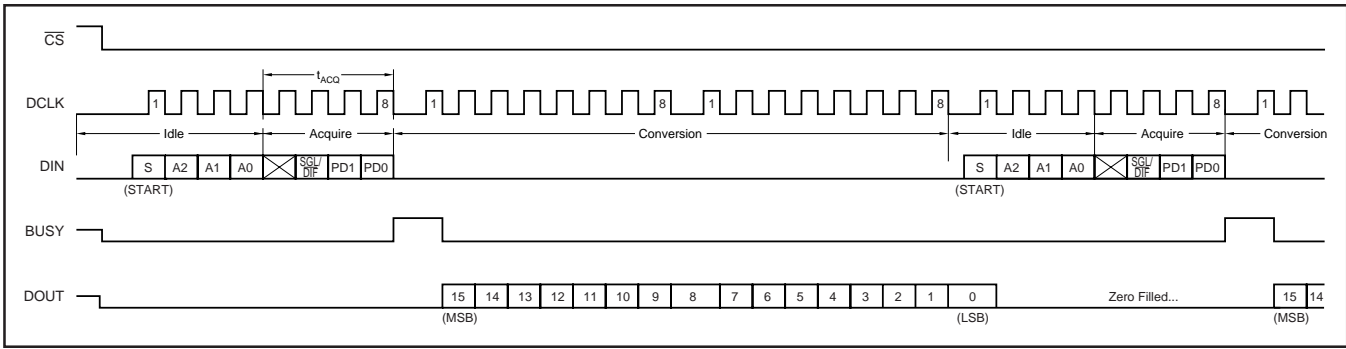 CS
tACQ
DCLK 1 8 1 8 1 8 1 8 1
Idle Acquire Conversion Idle Acquire Conversion
DIN S A2 A1 A0 SGL/DIF PD1 PD0 S A2 A1 A0 SGL/DIF PD1 PD0
(START) (START)
BUSY
DOUT 15 14 13 12 11 10 9 8 7 6 5 4 3 2 1 0 Zero Filled... 15 14
(MSB) (LSB) (MSB)